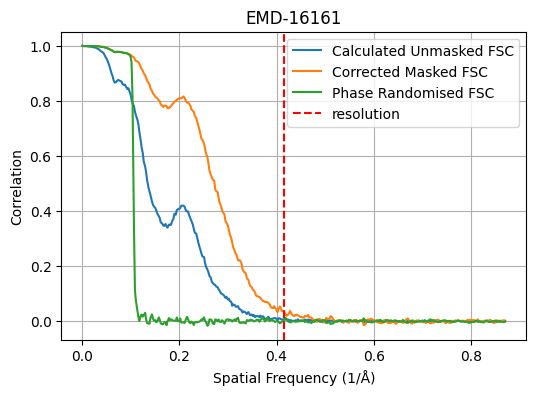 EMD-16161
Calculated Unmasked FSC
Corrected Masked FSC
Phase Randomised FSC
resolution
Correlation
1.0
0.8
0.6
0.4
0.2
0.0
0.0 0.2 0.4 0.6 0.8
Spatial Frequency (1/Å)